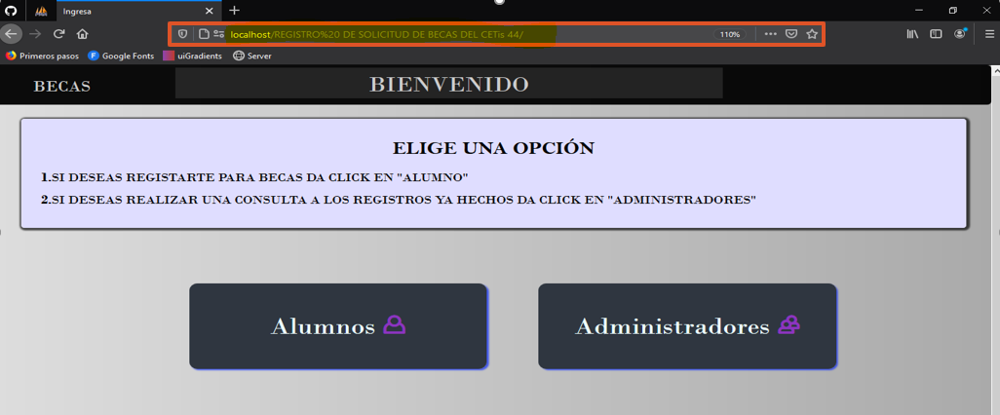 Ingresa
localhost/REGISTRO%20 DE SOLICITUD DE BECAS DEL CETis 44/
110%
Primeros pasos Google Fonts uiGradients Server
BECAS BIENVENIDO
ELIGE UNA OPCIÓN
1.SI DESEAS REGISTARTE PARA BECAS DA CLICK EN "ALUMNO"
2.SI DESEAS REALIZAR UNA CONSULTA A LOS REGISTROS YA HECHOS DA CLICK EN "ADMINISTRADORES"
Alumnos Administradores